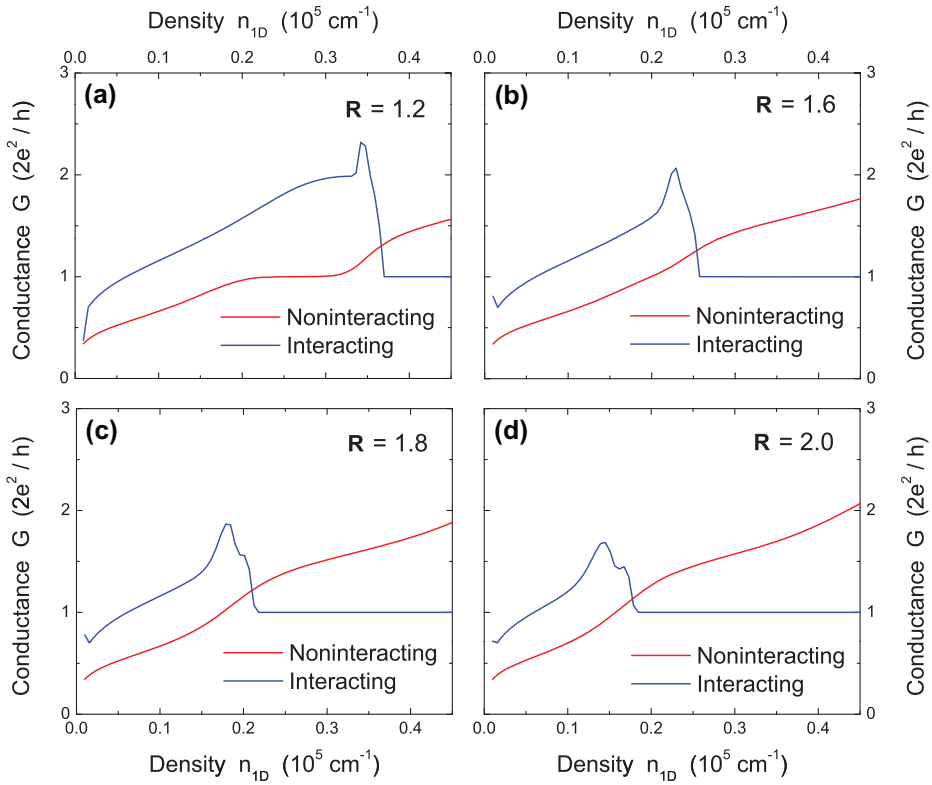 Density n1D (10^5 cm^-1) Density n1D (10^5 cm^-1)
0.0 0.1 0.2 0.3 0.4 0.0 0.1 0.2 0.3 0.4
Conductance G (2e^2 / h)
3
2
1
0
(a)
R = 1.2
Noninteracting
Interacting
(b)
R = 1.6
Noninteracting
Interacting
3
2
1
0
Conductance G (2e^2 / h)
Conductance G (2e^2 / h)
3
2
1
0
(c)
R = 1.8
Noninteracting
Interacting
(d)
R = 2.0
Noninteracting
Interacting
3
2
1
0
Conductance G (2e^2 / h)
0.0 0.1 0.2 0.3 0.4 0.0 0.1 0.2 0.3 0.4
Density n1D (10^5 cm^-1) Density n1D (10^5 cm^-1)